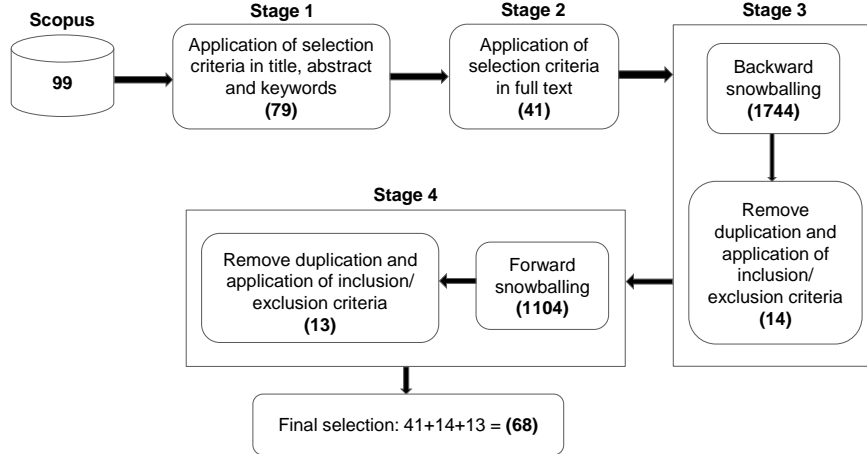 Scopus
99
Stage 1
Application of selection
criteria in title, abstract
and keywords
(79)
Stage 2
Application of
selection criteria
in full text
(41)
Stage 3
Backward
snowballing
(1744)
Remove
duplication and
application of
inclusion/
exclusion criteria
(14)
Stage 4
Forward
snowballing
(1104)
Remove duplication and
application of inclusion/
exclusion criteria
(13)
Final selection: 41+14+13 = (68)